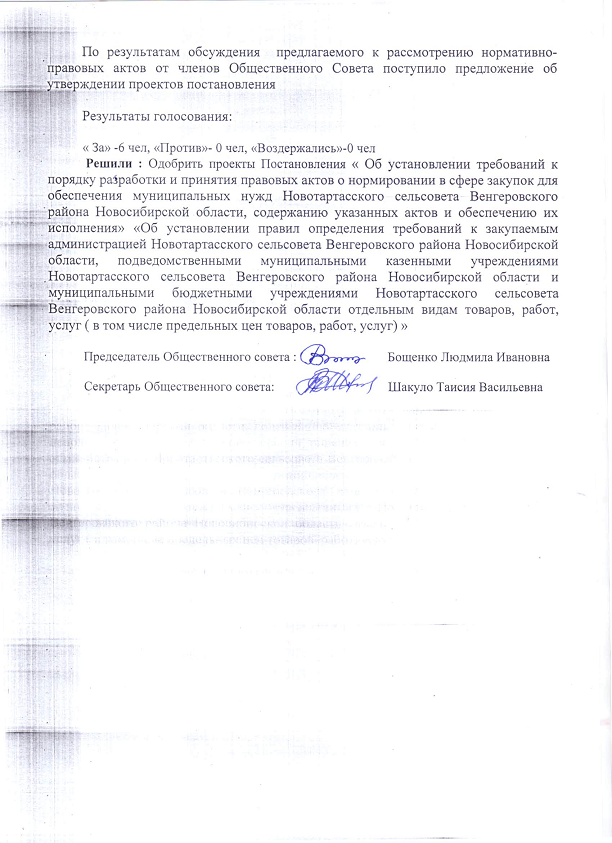 По результатам обсуждения предлагаемого к рассмотрению нормативно-
правовых актов от членов Общественного Совета поступило предложение об
утверждении проектов постановления
Результаты голосования:
« За» -6 чел, «Против»- 0 чел, «Воздержались»-0 чел
Решили : Одобрить проекты Постановления « Об установлении требований к
порядку разработки и принятия правовых актов о нормировании в сфере закупок для
обеспечения муниципальных нужд Новотартасского сельсовета Венгеровского
района Новосибирской области, содержанию указанных актов и обеспечению их
исполнения» «Об установлении правил определения требований к закупаемым
администрацией Новотартасского сельсовета Венгеровского района Новосибирской
области, подведомственными муниципальными казенными учреждениями
Новотартасского сельсовета Венгеровского района Новосибирской области и
муниципальными бюджетными учреждениями Новотартасского сельсовета
Венгеровского района Новосибирской области отдельным видам товаров, работ,
услуг ( в том числе предельных цен товаров, работ, услуг) »
Председатель Общественного совета : Бощенко Людмила Ивановна
Секретарь Общественного совета: Шакуло Таисия Васильевна